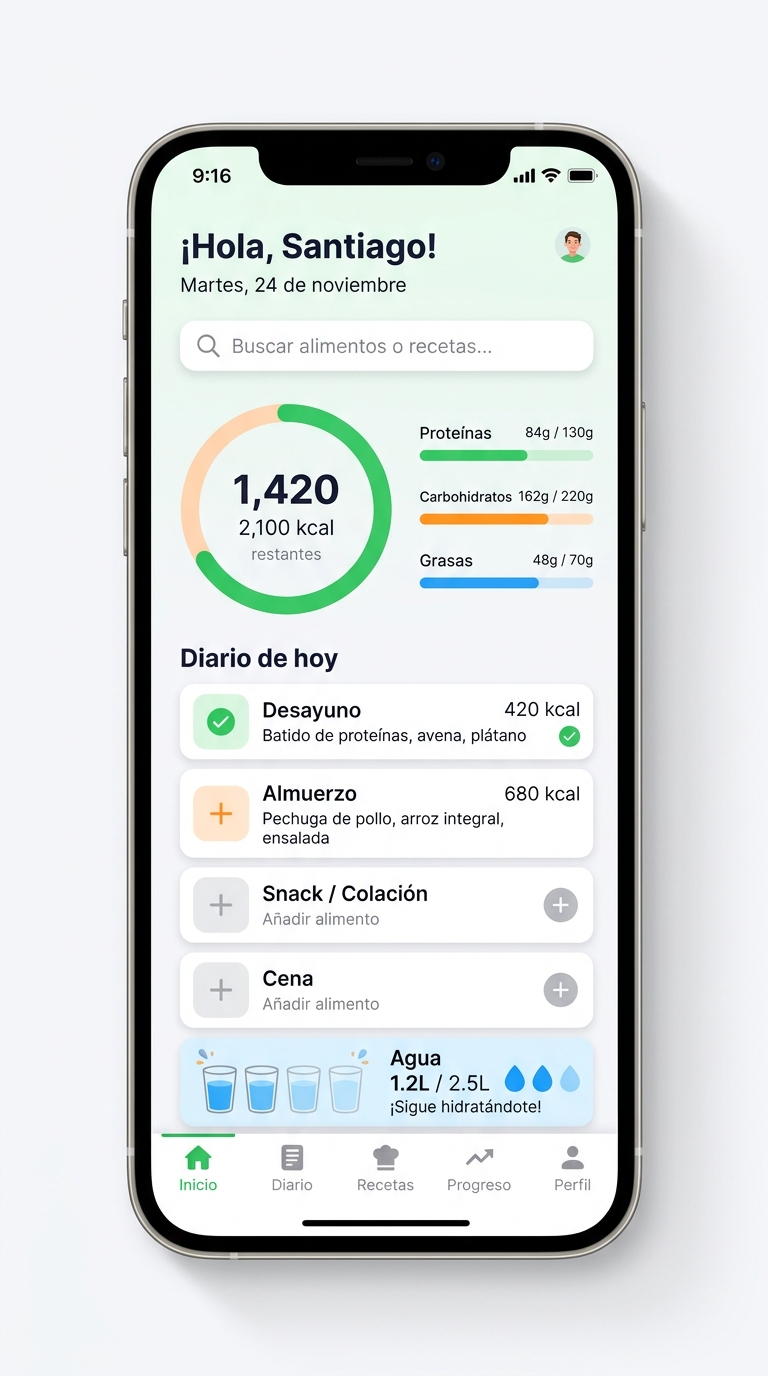 9:16
¡Hola, Santiago!
Martes, 24 de noviembre
Buscar alimentos o recetas...
1,420
2,100 kcal
restantes
Proteínas 84g / 130g
Carbohidratos 162g / 220g
Grasas 48g / 70g
Diario de hoy
Desayuno 420 kcal
Batido de proteínas, avena, plátano
Almuerzo 680 kcal
Pechuga de pollo, arroz integral,
ensalada
Snack / Colación
Añadir alimento
Cena
Añadir alimento
Agua
1.2L / 2.5L
¡Sigue hidratándote!
Inicio Diario Recetas Progreso Perfil